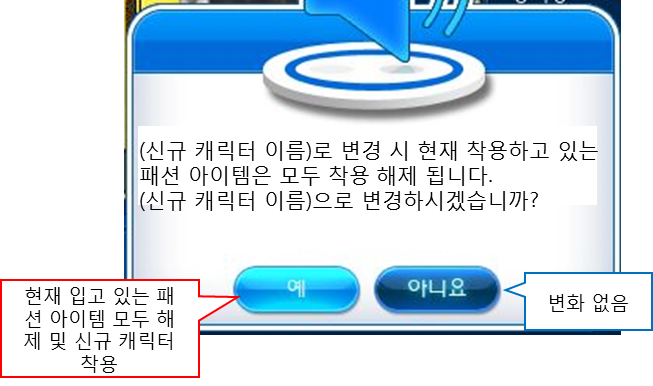 (신규 캐릭터 이름)로 변경 시 현재 착용하고 있는
패션 아이템은 모두 착용 해제 됩니다.
(신규 캐릭터 이름)으로 변경하시겠습니까?
예
아니요
현재 입고 있는 패
션 아이템 모두 해
제 및 신규 캐릭터
착용
변화 없음